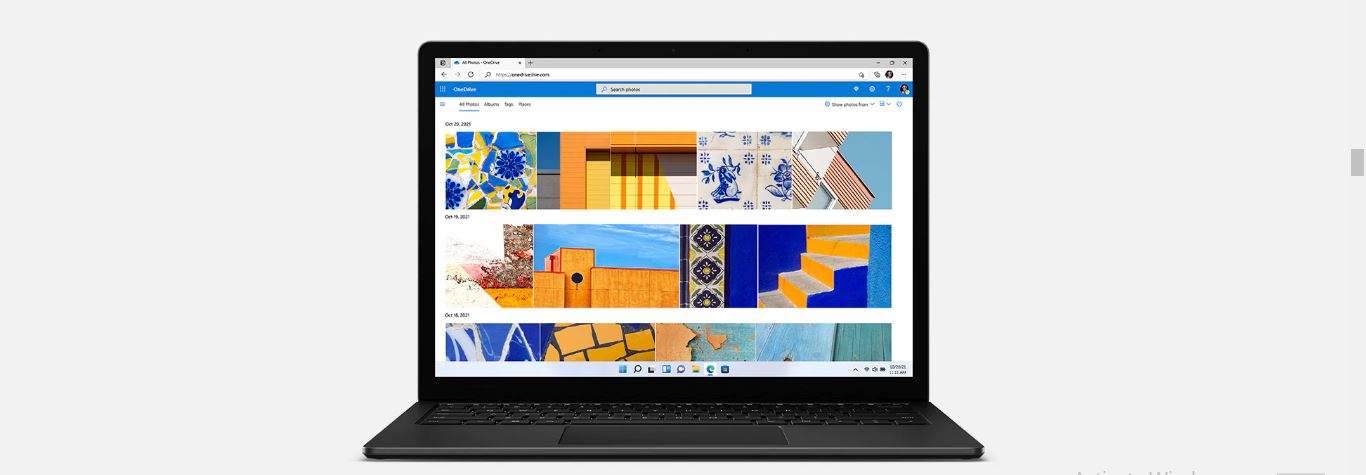 All Photos - OneDrive
https://onedrive.live.com
OneDrive
Search photos
All Photos Albums Tags Places
Show photos from
Oct 20, 2021
Oct 19, 2021
Oct 18, 2021
10/20/21
11:11 AM